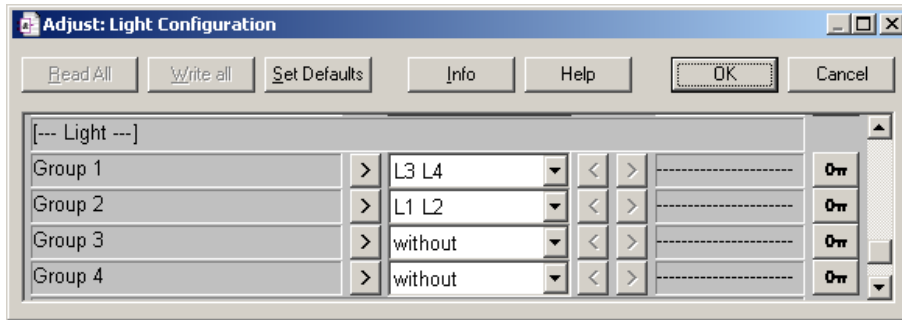 Adjust: Light Configuration
Read All Write all Set Defaults Info Help OK Cancel
[--- Light ---]
Group 1 > L3 L4 < > ----------------------
Group 2 > L1 L2 < > ----------------------
Group 3 > without < > ----------------------
Group 4 > without < > ----------------------